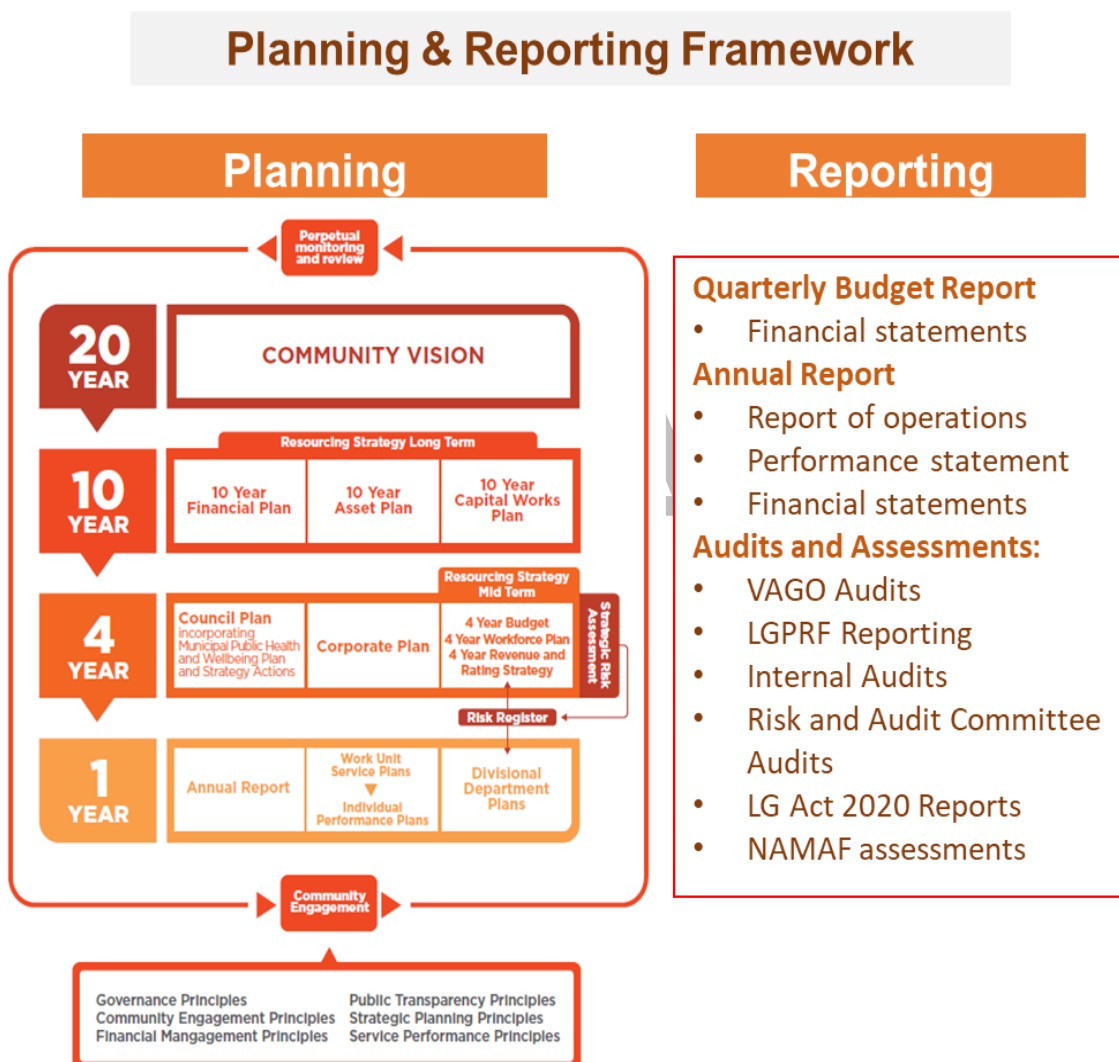 Planning & Reporting Framework
Planning
Perpetual
monitoring
and review
20
YEAR
COMMUNITY VISION
Resourcing Strategy Long Term
10
YEAR
10 Year
Financial Plan
10 Year
Asset Plan
10 Year
Capital Works
Plan
Resourcing Strategy
Mid Term
4
YEAR
Council Plan
incorporating
Municipal Public Health
and Wellbeing Plan
and Strategy Actions
Corporate Plan
4 Year Budget
4 Year Workforce Plan
4 Year Revenue and
Rating Strategy
Strategic Risk
Assessment
Risk Register
1
YEAR
Annual Report
Work Unit
Service Plans
Individual
Performance Plans
Divisional
Department
Plans
Community
Engagement
Governance Principles
Community Engagement Principles
Financial Mangagement Principles
Public Transparency Principles
Strategic Planning Principles
Service Performance Principles
Reporting
Quarterly Budget Report
• Financial statements
Annual Report
• Report of operations
• Performance statement
• Financial statements
Audits and Assessments:
• VAGO Audits
• LGPRF Reporting
• Internal Audits
• Risk and Audit Committee
Audits
• LG Act 2020 Reports
• NAMAF assessments